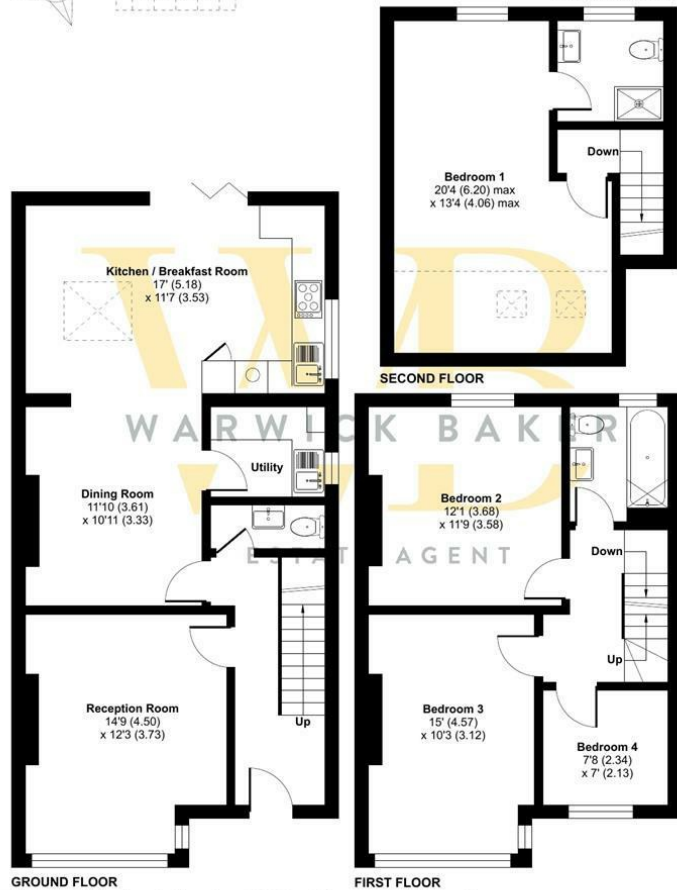 Bedroom 1
20'4 (6.20) max
x 13'4 (4.06) max
Down
SECOND FLOOR
Kitchen / Breakfast Room
17' (5.18)
x 11'7 (3.53)
WB
WARWICK BAKER
ESTATE AGENT
Utility
Dining Room
11'10 (3.61)
x 10'11 (3.33)
Reception Room
14'9 (4.50)
x 12'3 (3.73)
Up
GROUND FLOOR
Bedroom 2
12'1 (3.68)
x 11'9 (3.58)
Down
Up
Bedroom 3
15' (4.57)
x 10'3 (3.12)
Bedroom 4
7'8 (2.34)
x 7' (2.13)
FIRST FLOOR